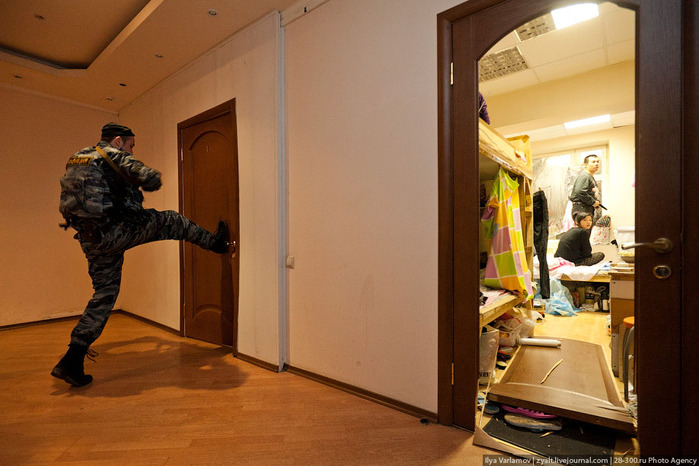 Ilya Varlamov | zyalt.livejournal.com | 28-300.ru Photo Agency